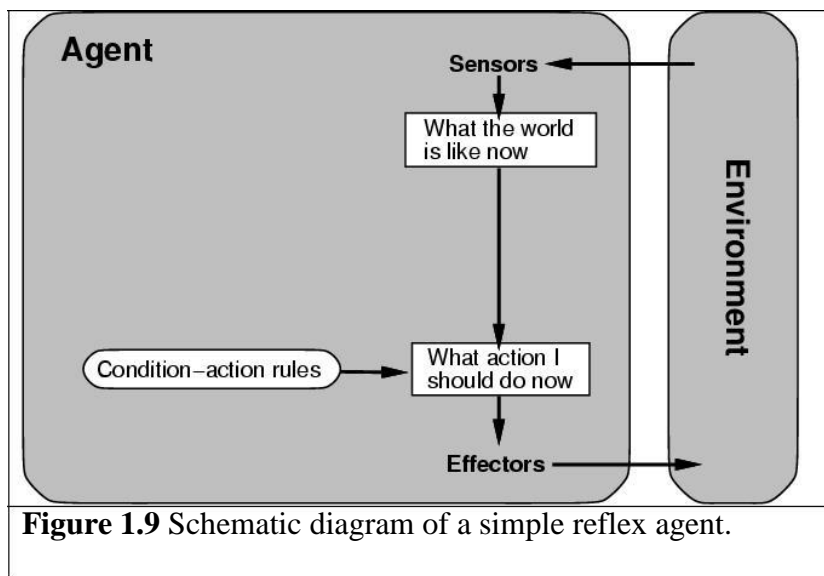 Agent
Sensors
What the world
is like now
Environment
Condition–action rules
What action I
should do now
Effectors
Figure 1.9 Schematic diagram of a simple reflex agent.